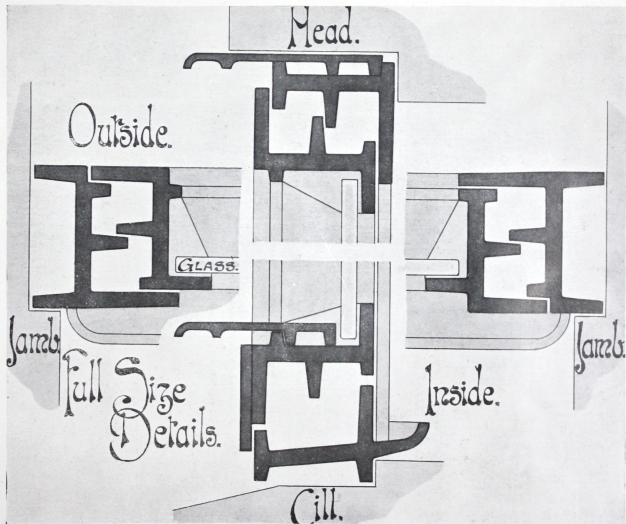 Head.
Outside.
GLASS.
Jamb
Jamb.
Full Size
Details.
Inside.
Cill.